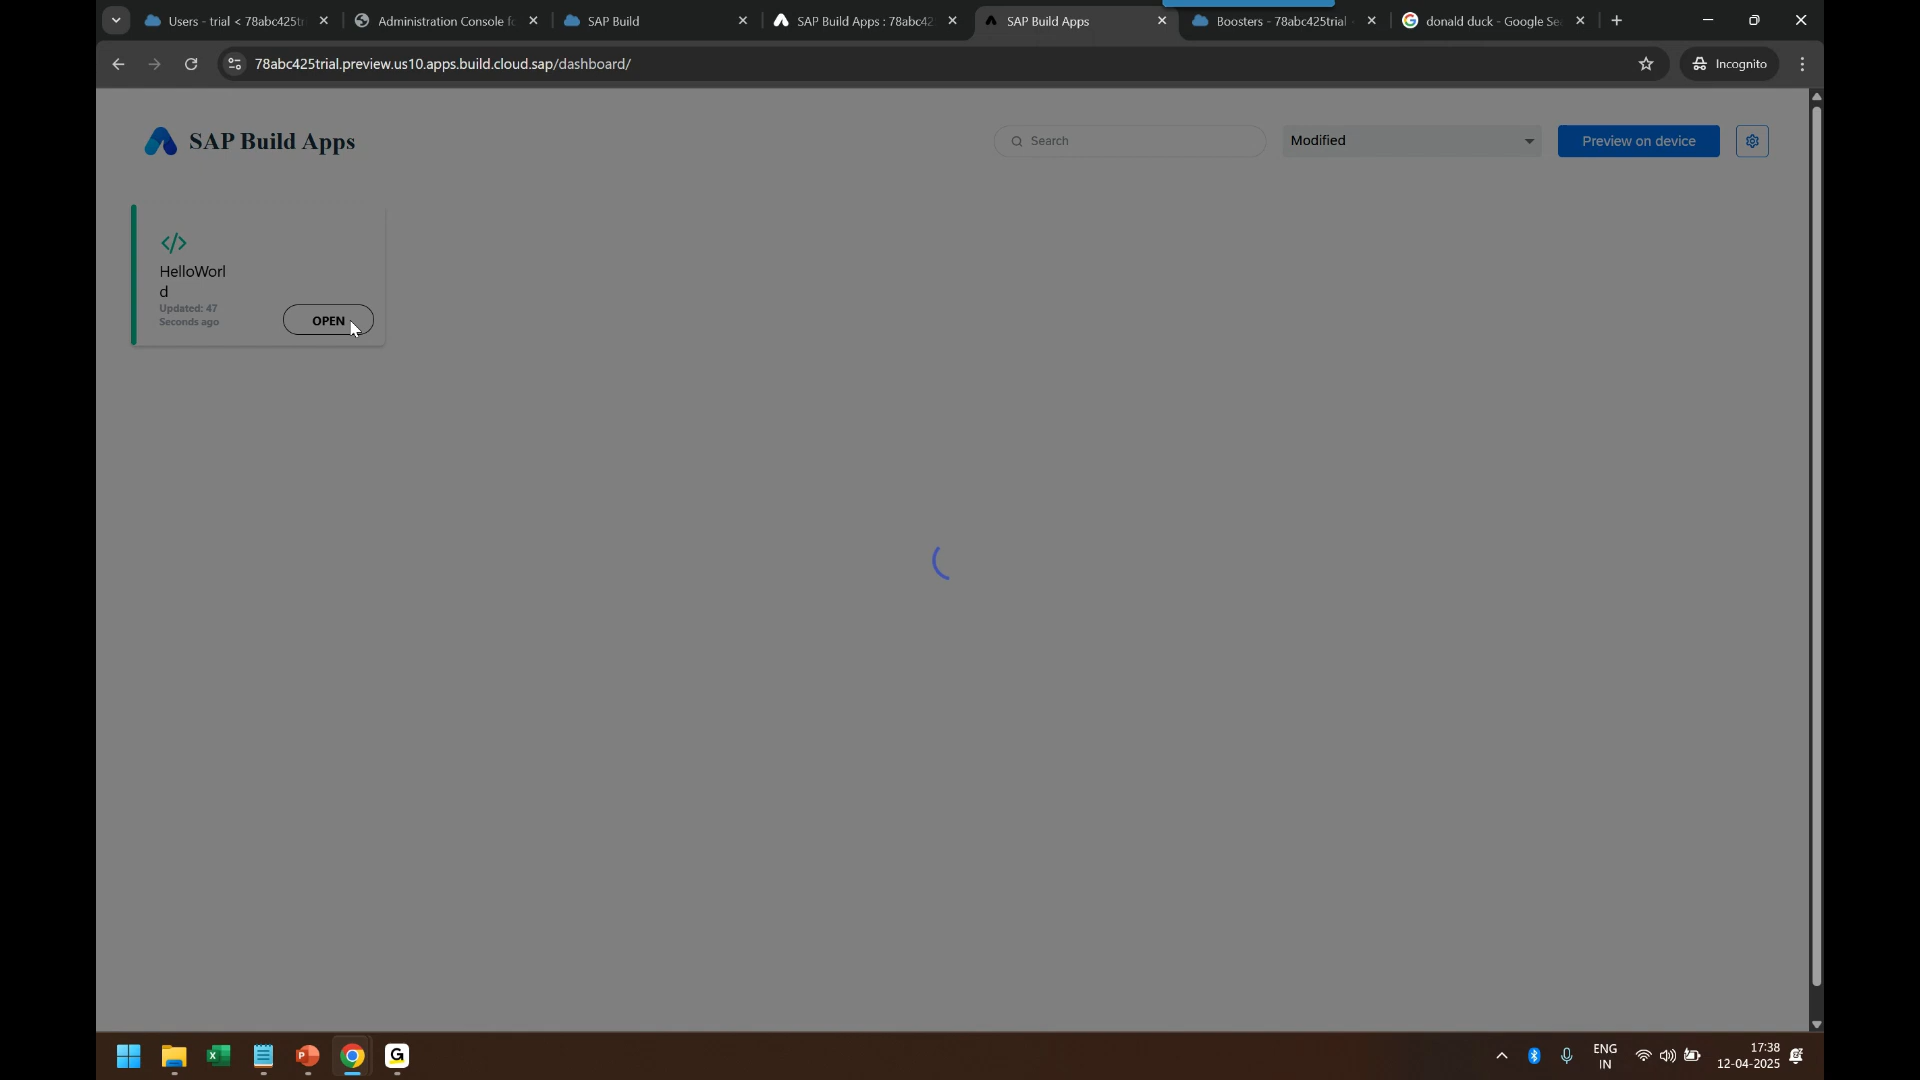 Users - trial < 78abc425tr
Administration Console fo
SAP Build
SAP Build Apps : 78abc42
SAP Build Apps
Boosters - 78abc425trial
donald duck - Google Se
78abc425trial.preview.us10.apps.build.cloud.sap/dashboard/
Incognito
SAP Build Apps
Search
Modified
Preview on device
HelloWorl
d
Updated: 47
Seconds ago
OPEN
ENG
IN
17:38
12-04-2025